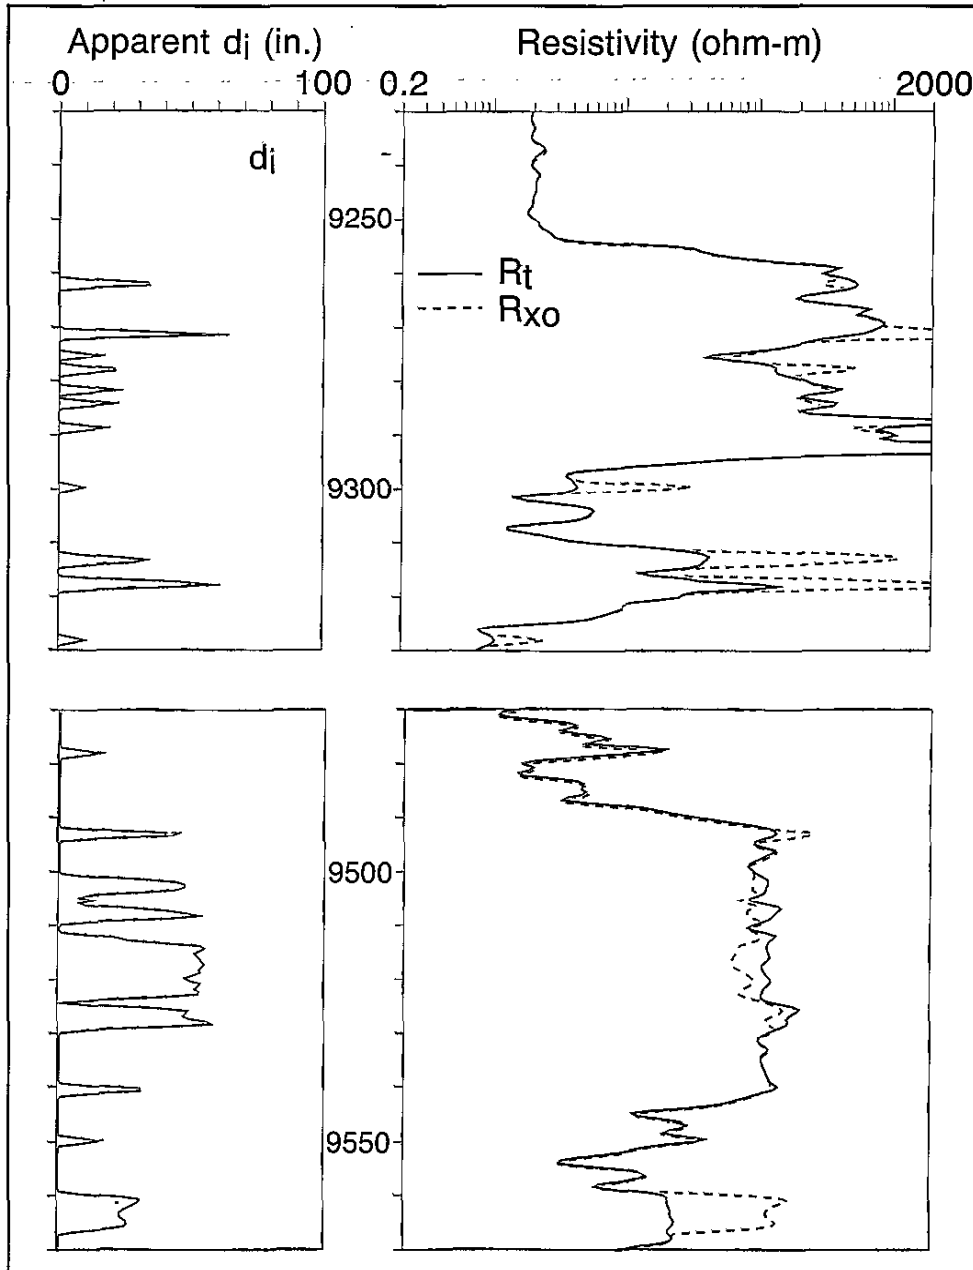 Apparent di (in.) Resistivity (ohm-m)
0 100 0.2 2000
di
9250
Rt
Rxo
9300
9500
9550